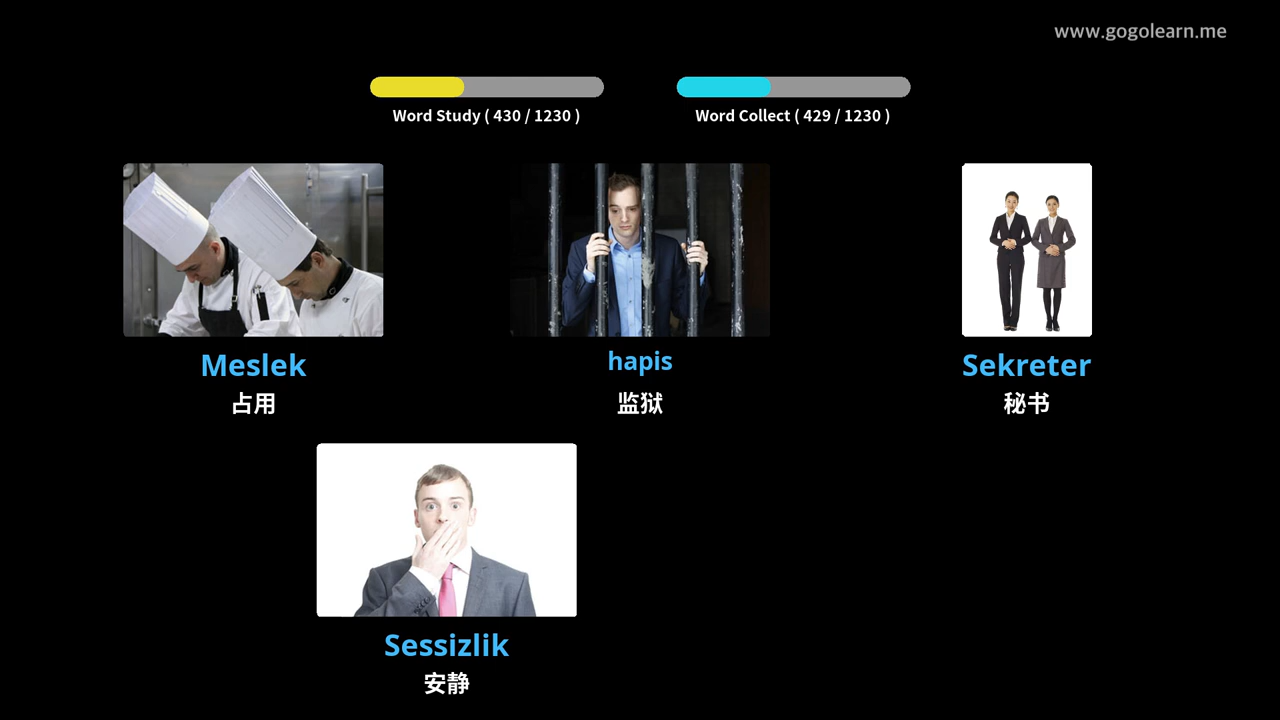 www.gogolearn.me
Word Study ( 430 / 1230 )
Word Collect ( 429 / 1230 )
Meslek
占用
hapis
监狱
Sekreter
秘书
Sessizlik
安静